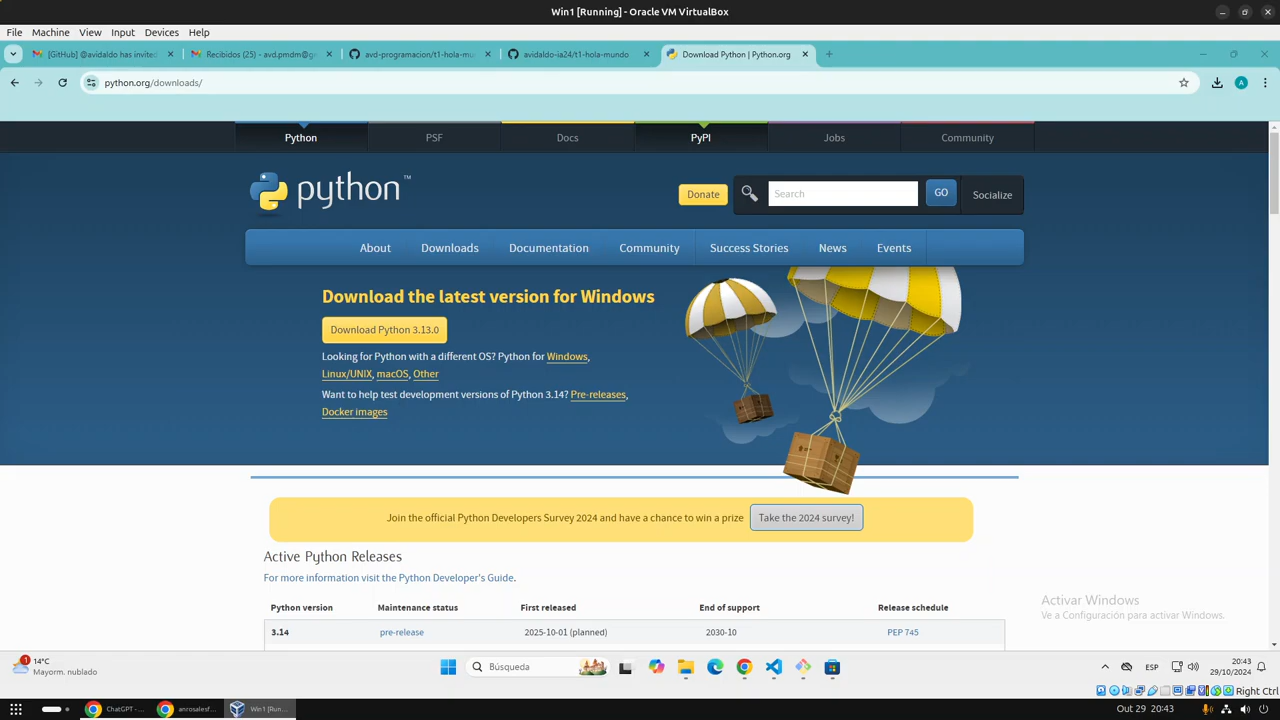 Win1 [Running] - Oracle VM VirtualBox
File Machine View Input Devices Help
[GitHub] @avidaldo has invited
Recibidos (25) - avd.pmdm@g
avd-programacion/t1-hola-mu
avidaldo-ia24/t1-hola-mundo
Download Python | Python.org
python.org/downloads/
A
Python PSF Docs PyPI Jobs Community
python™
Donate
Search
GO
Socialize
About Downloads Documentation Community Success Stories News Events
Download the latest version for Windows
Download Python 3.13.0
Looking for Python with a different OS? Python for Windows,
Linux/UNIX, macOS, Other
Want to help test development versions of Python 3.14? Pre-releases,
Docker images
Join the official Python Developers Survey 2024 and have a chance to win a prize
Take the 2024 survey!
Active Python Releases
For more information visit the Python Developer's Guide.
Python version Maintenance status First released End of support Release schedule
3.14 pre-release 2025-10-01 (planned) 2030-10 PEP 745
Activar Windows
Ve a Configuración para activar Windows.
1
14°C
Mayorm. nublado
Búsqueda
ESP
20:43
29/10/2024
Right Ctrl
ChatGPT - ...
anrosalesf...
Win1 [Run...
Out 29 20:43